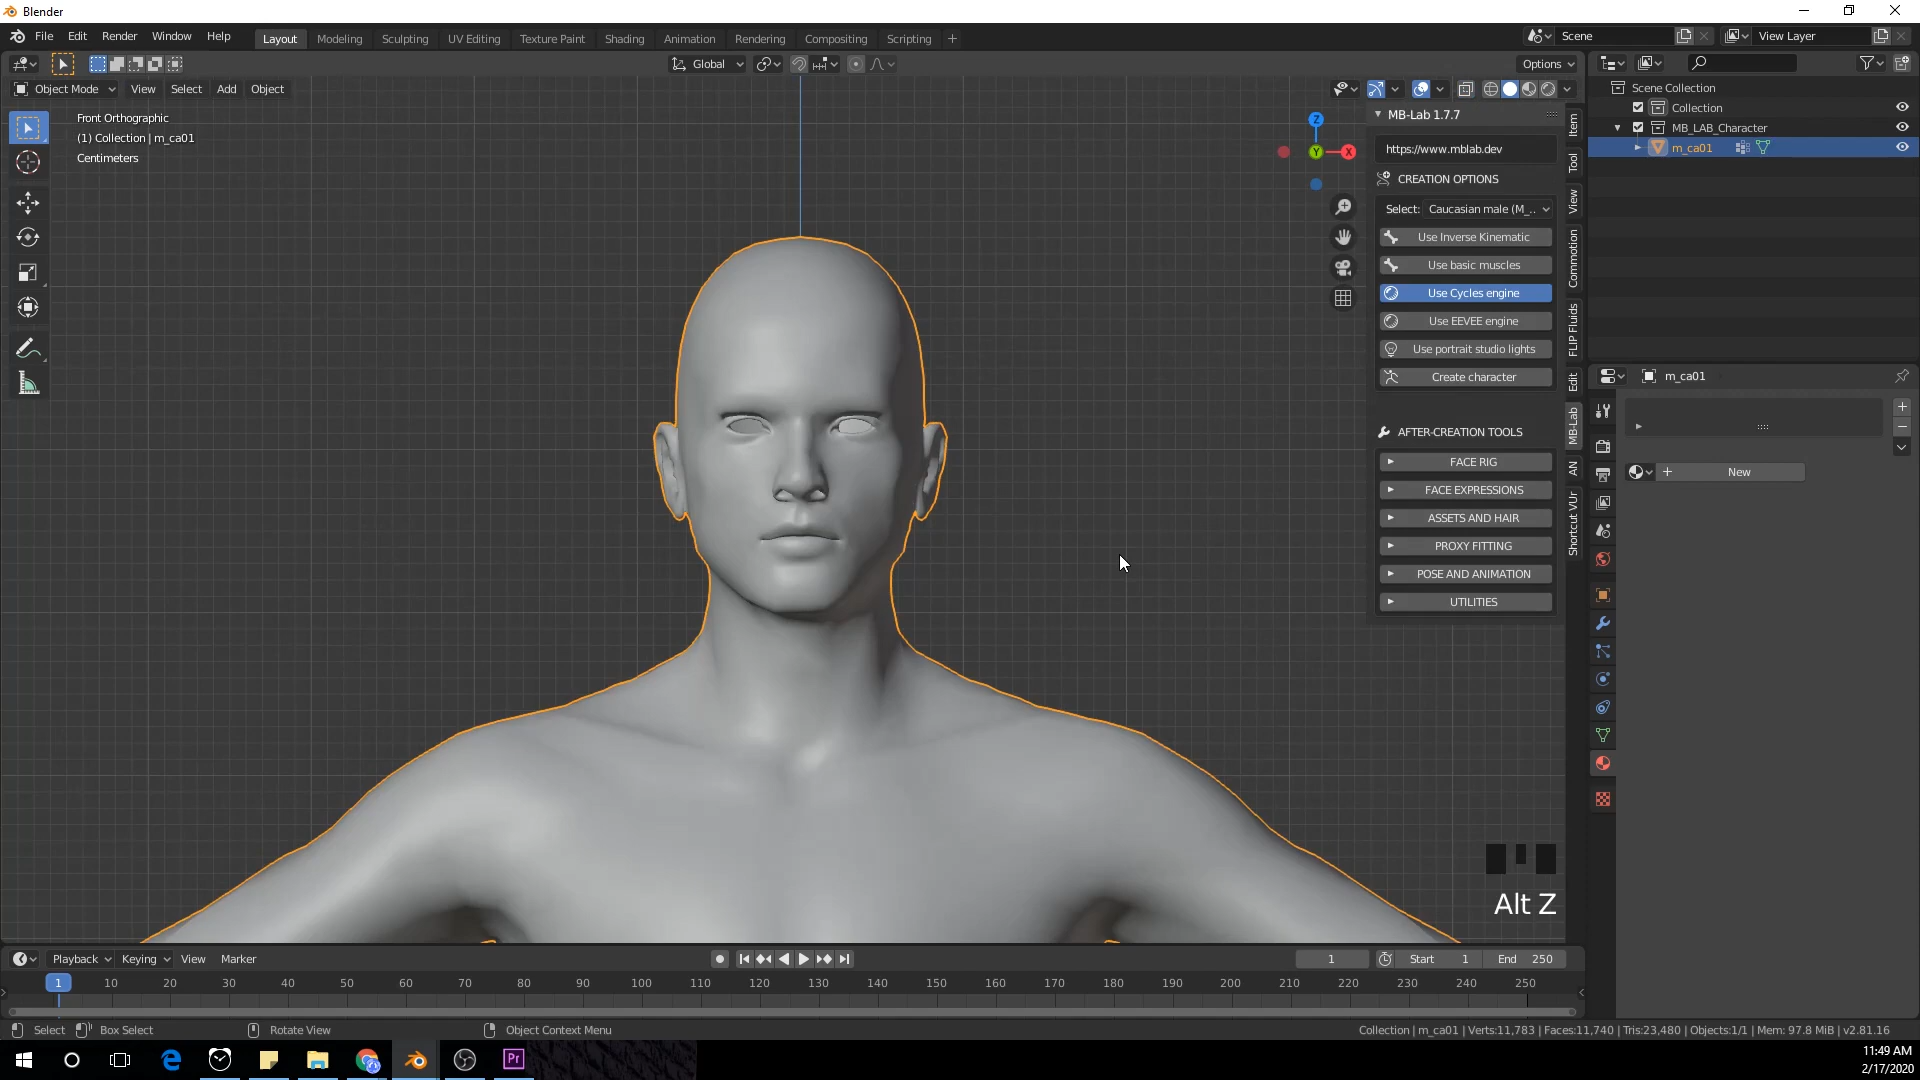 Blender
File Edit Render Window Help Layout Modeling Sculpting UV Editing Texture Paint Shading Animation Rendering Compositing Scripting + Scene View Layer
Global Options
Object Mode View Select Add Object
Front Orthographic
(1) Collection | m_ca01
Centimeters
Z
Y X
MB-Lab 1.7.7
https://www.mblab.dev
CREATION OPTIONS
Select: Caucasian male (M_..
Use Inverse Kinematic
Use basic muscles
Use Cycles engine
Use EEVEE engine
Use portrait studio lights
Create character
AFTER-CREATION TOOLS
FACE RIG
FACE EXPRESSIONS
ASSETS AND HAIR
PROXY FITTING
POSE AND ANIMATION
UTILITIES
Item
Tool
View
Commotion
FLIP Fluids
Edit
MB-Lab
AN
Shortcut VUr
Scene Collection
Collection
MB_LAB_Character
m_ca01
m_ca01
+ New
Alt Z
Playback Keying View Marker 1 Start 1 End 250
1 10 20 30 40 50 60 70 80 90 100 110 120 130 140 150 160 170 180 190 200 210 220 230 240 250
Select Box Select Rotate View Object Context Menu Collection | m_ca01 | Verts:11,783 | Faces:11,740 | Tris:23,480 | Objects:1/1 | Mem: 97.8 MiB | v2.81.16
Pr
11:49 AM
2/17/2020